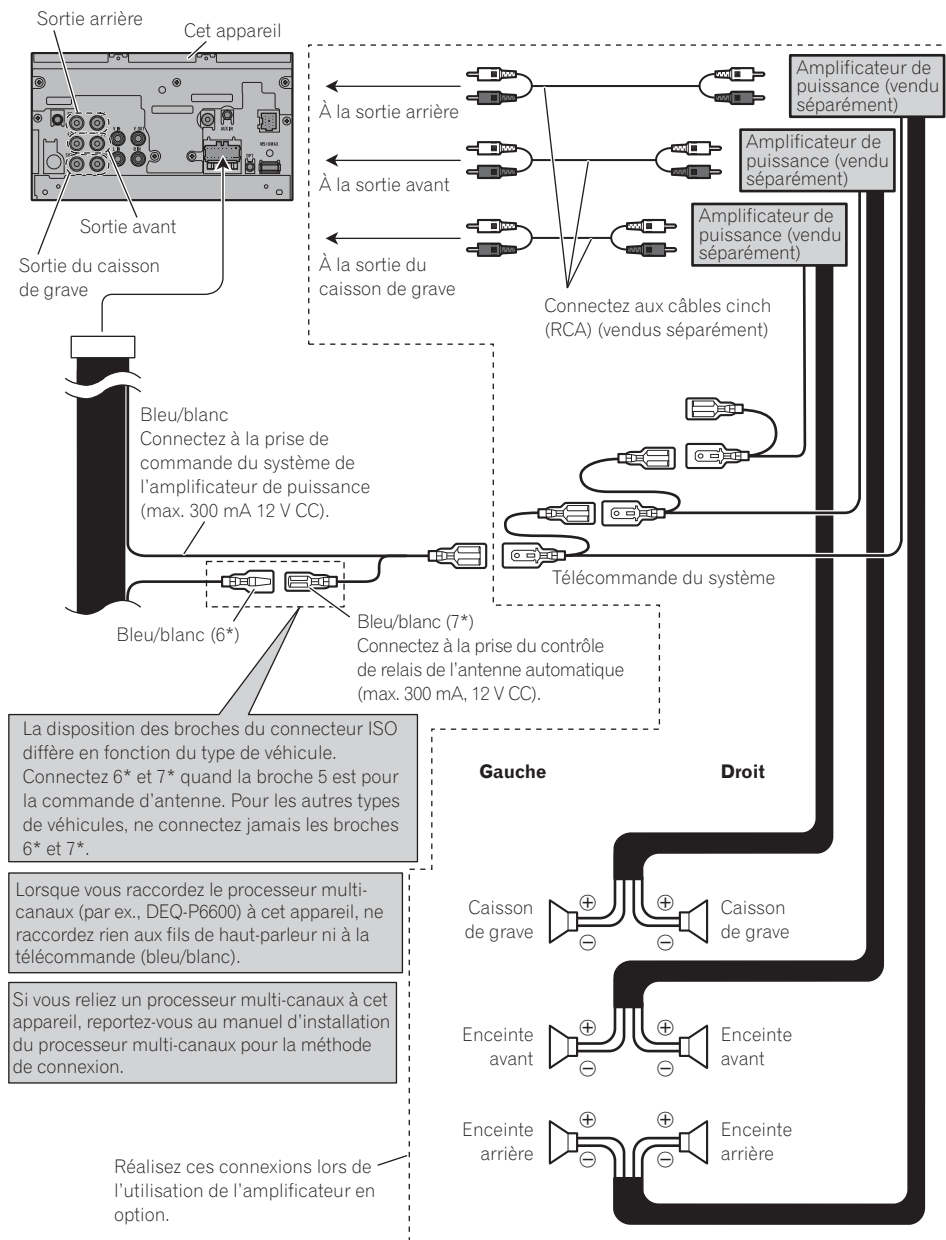 Sortie arrière
Cet appareil
Sortie avant
Sortie du caisson
de grave
À la sortie arrière
À la sortie avant
À la sortie du
caisson de grave
Amplificateur de
puissance (vendu
séparément)
Amplificateur de
puissance (vendu
séparément)
Amplificateur de
puissance (vendu
séparément)
Connectez aux câbles cinch
(RCA) (vendus séparément)
Bleu/blanc
Connectez à la prise de
commande du système de
l'amplificateur de puissance
(max. 300 mA 12 V CC).
Télécommande du système
Bleu/blanc (6*)
Bleu/blanc (7*)
Connectez à la prise du contrôle
de relais de l'antenne automatique
(max. 300 mA, 12 V CC).
La disposition des broches du connecteur ISO
diffère en fonction du type de véhicule.
Connectez 6* et 7* quand la broche 5 est pour
la commande d'antenne. Pour les autres types
de véhicules, ne connectez jamais les broches
6* et 7*.
Lorsque vous raccordez le processeur multi-
canaux (par ex., DEQ-P6600) à cet appareil, ne
raccordez rien aux fils de haut-parleur ni à la
télécommande (bleu/blanc).
Si vous reliez un processeur multi-canaux à cet
appareil, reportez-vous au manuel d'installation
du processeur multi-canaux pour la méthode
de connexion.
Réalisez ces connexions lors de
l'utilisation de l'amplificateur en
option.
Gauche
Droit
Caisson
de grave
⊕
⊖
⊕
⊖
Caisson
de grave
Enceinte
avant
⊕
⊖
⊕
⊖
Enceinte
avant
Enceinte
arrière
⊕
⊖
⊕
⊖
Enceinte
arrière